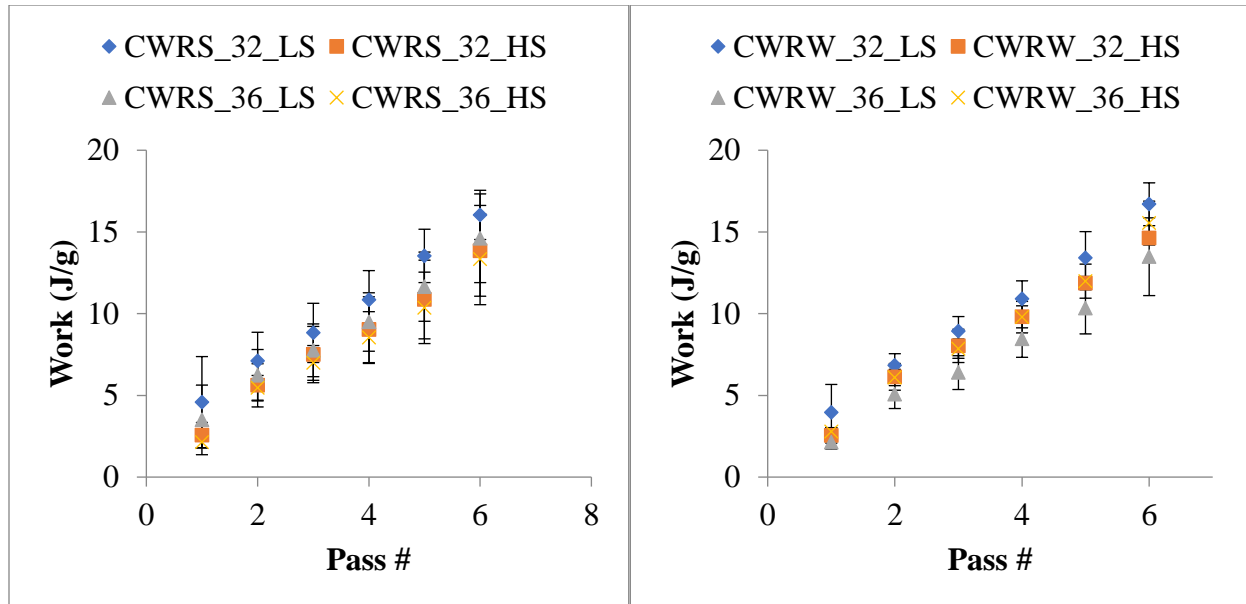 CWRS_32_LS CWRS_32_HS
CWRS_36_LS CWRS_36_HS
20
15
10
5
0
0 2 4 6 8
Work (J/g)
Pass #
CWRW_32_LS CWRW_32_HS
CWRW_36_LS CWRW_36_HS
20
15
10
5
0
0 2 4 6
Work (J/g)
Pass #